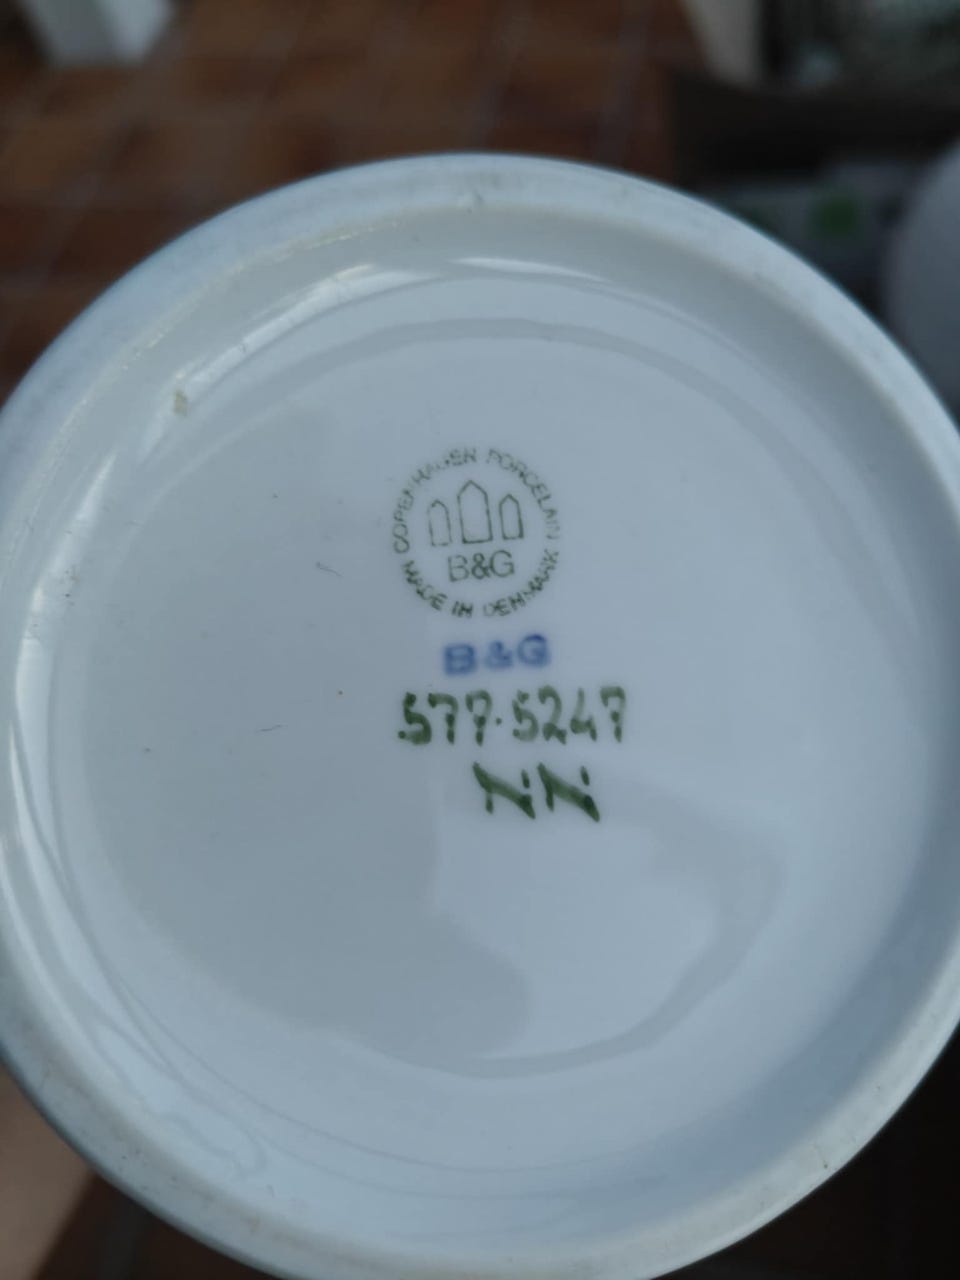 COPENHAGEN PORCELAIN
B&G
MADE IN DENMARK
B&G
577.5247
NN